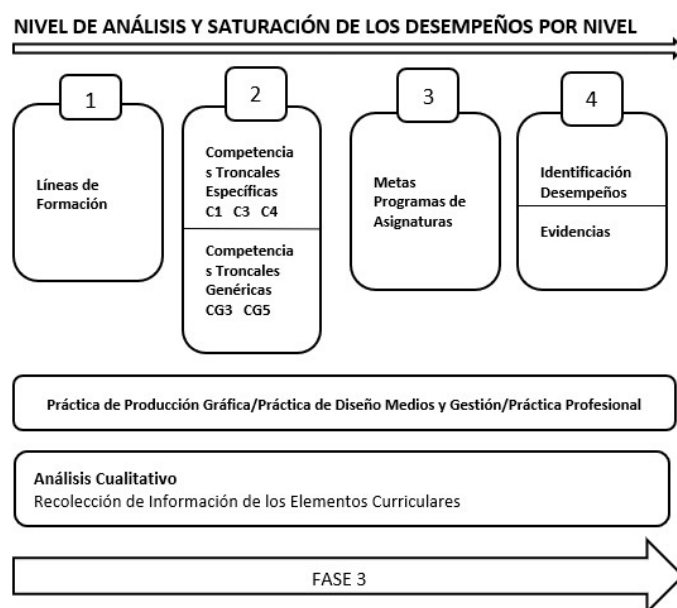 NIVEL DE ANÁLISIS Y SATURACIÓN DE LOS DESEMPEÑOS POR NIVEL
1
Líneas de
Formación
2
Competencia
s Troncales
Específicas
C1 C3 C4
Competencia
s Troncales
Genéricas
CG3 CG5
3
Metas
Programas de
Asignaturas
4
Identificación
Desempeños
Evidencias
Práctica de Producción Gráfica/Práctica de Diseño Medios y Gestión/Práctica Profesional
Análisis Cualitativo
Recolección de Información de los Elementos Curriculares
FASE 3